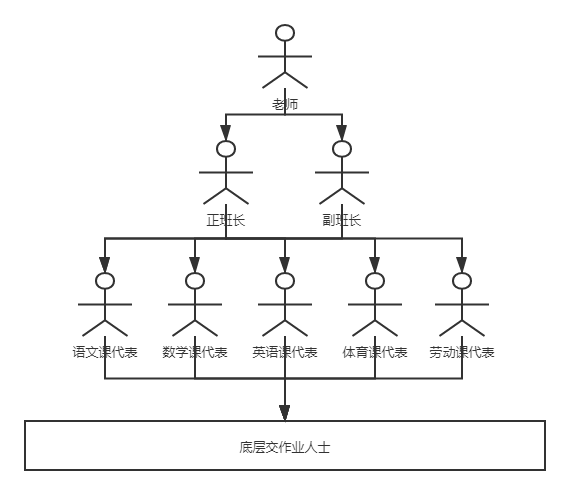 老师
正班长
副班长
语文课代表
数学课代表
英语课代表
体育课代表
劳动课代表
底层交作业人士